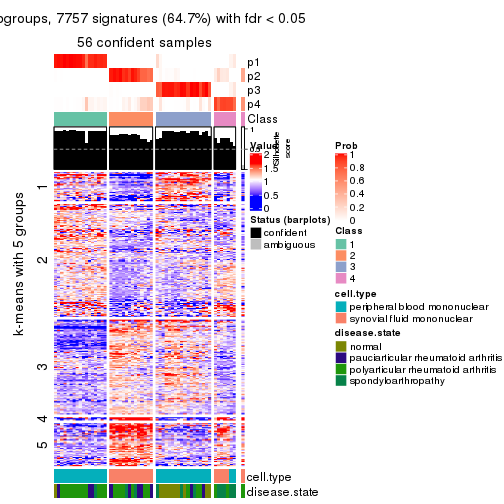 ogroups, 7757 signatures (64.7%) with fdr < 0.05
56 confident samples
p1
p2
p3
p4
Class
1
Silhouette
score
k-means with 5 groups
1
2
3
4
5
cell.type
disease.state
Value
2
1.5
1
0.5
0
Status (barplots)
confident
ambiguous
Prob
1
0.8
0.6
0.4
0.2
0
Class
1
2
3
4
cell.type
peripheral blood mononuclear
synovial fluid mononuclear
disease.state
normal
pauciarticular rheumatoid arthritis
polyarticular rheumatoid arthritis
spondyloarthropathy